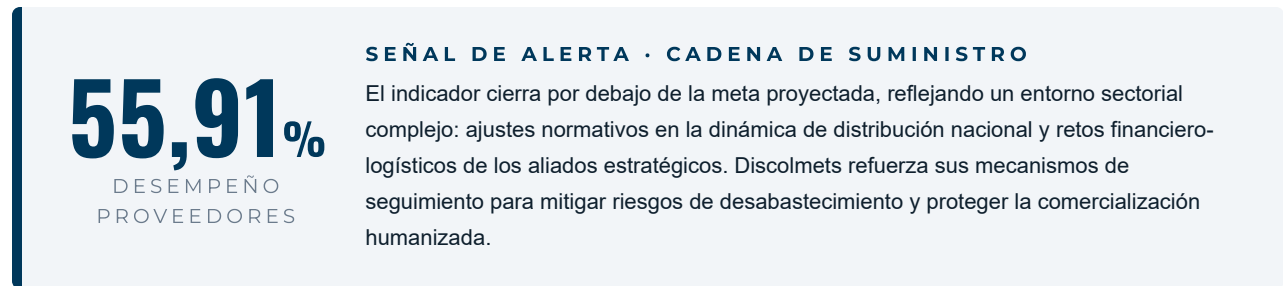 55,91%
DESEMPEÑO
PROVEEDORES
SEÑAL DE ALERTA · CADENA DE SUMINISTRO
El indicador cierra por debajo de la meta proyectada, reflejando un entorno sectorial
complejo: ajustes normativos en la dinámica de distribución nacional y retos financiero-
logísticos de los aliados estratégicos. Discolmets refuerza sus mecanismos de
seguimiento para mitigar riesgos de desabastecimiento y proteger la comercialización
humanizada.